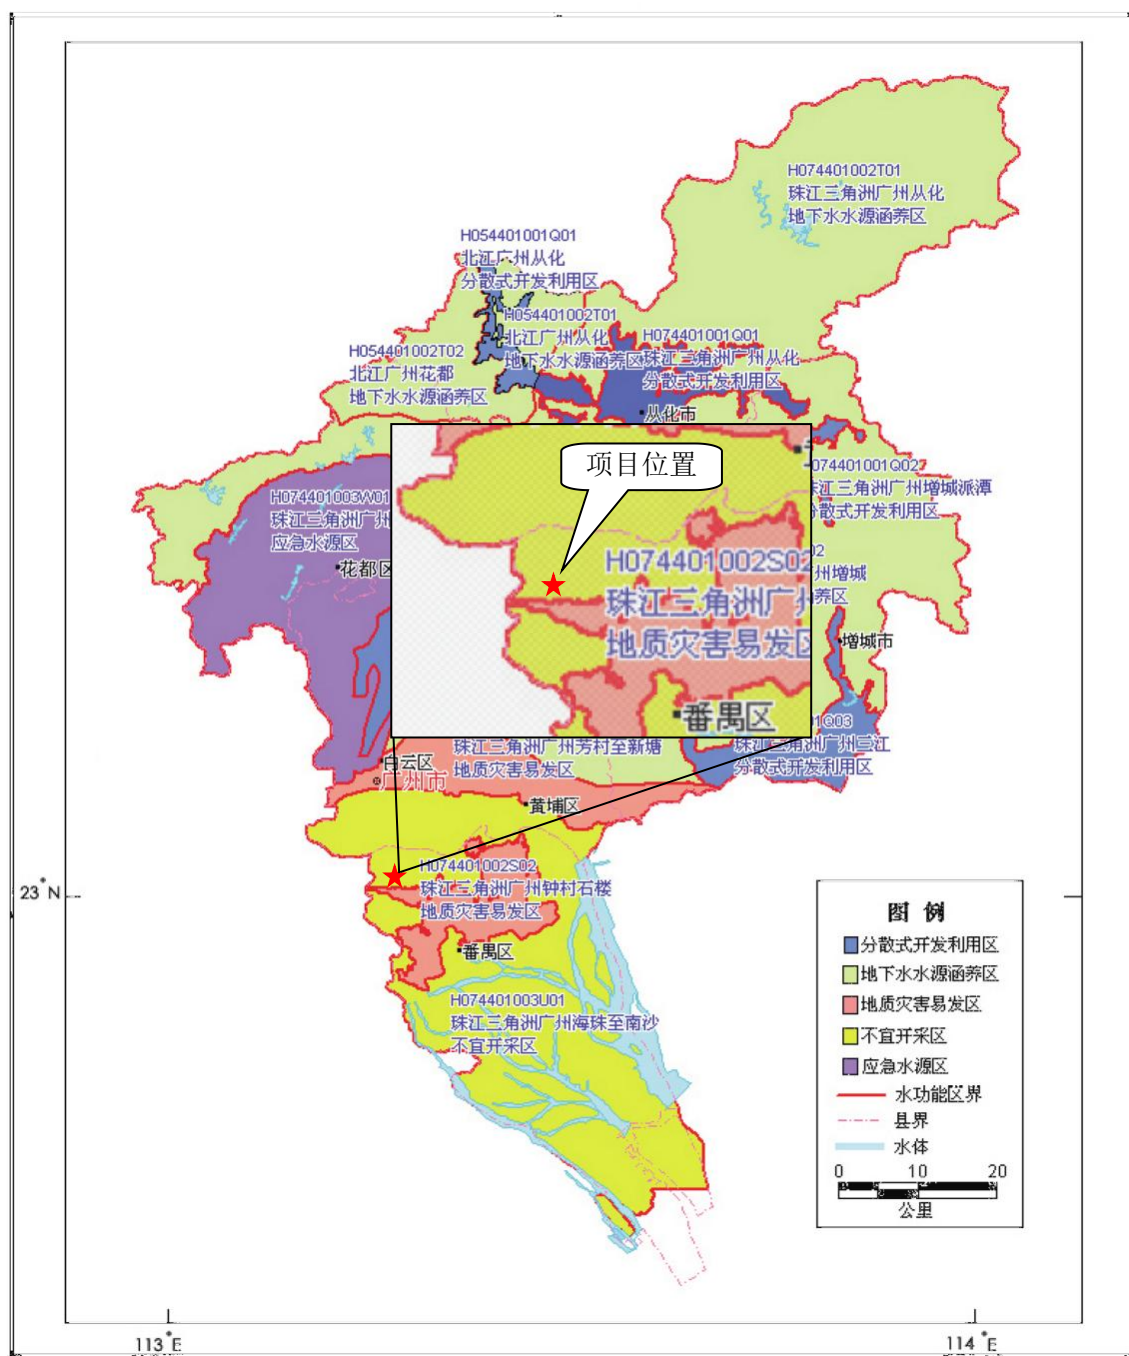 H074401002T01
珠江三角洲广州从化
地下水水源涵养区
H054401001Q01
北江广州从化
分散式开发利用区
H054401002T01
北江广州从化
地下水水源涵养区
H074401001Q01
珠江三角洲广州从化
分散式开发利用区
H054401002T02
北江广州花都
地下水水源涵养区
从化市
项目位置
074401001Q02
珠江三角洲广州增城派潭
分散式开发利用区
H074401003W01
珠江三角洲广州
应急水源区
花都区
H074401002S02
珠江三角洲广州
地质灾害易发区
番禺区
02
州增城
养区
增城市
1Q03
珠江三角洲广州三江
分散式开发利用区
珠江三角洲广州芳村至新塘
地质灾害易发区
白云区
广州市
黄埔区
H074401002S02
珠江三角洲广州钟村石楼
地质灾害易发区
番禺区
H074401003U01
珠江三角洲广州海珠至南沙
不宜开采区
23°N
图例
分散式开发利用区
地下水水源涵养区
地质灾害易发区
不宜开采区
应急水源区
水功能区界
县界
水体
0 10 20
公里
113°E
114°E